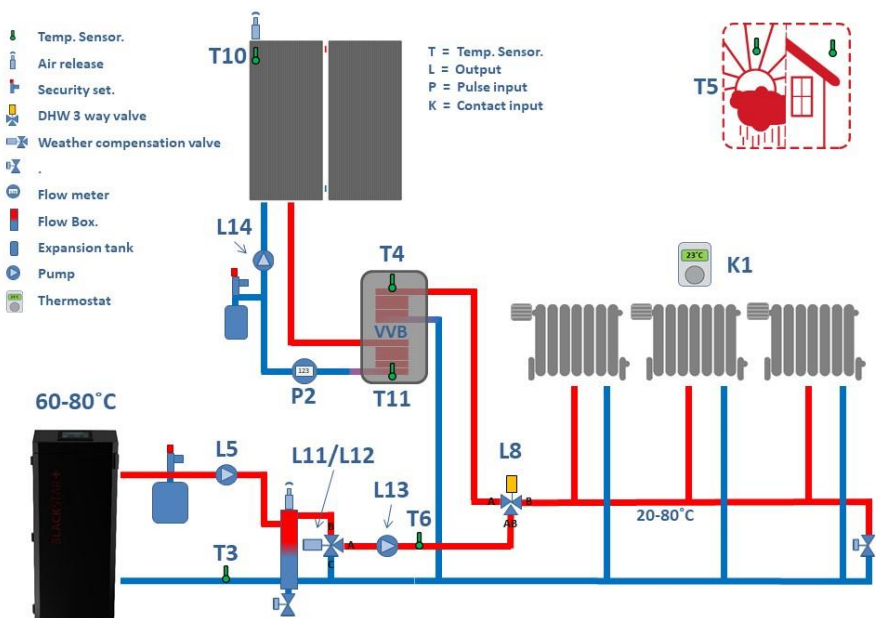 Temp. Sensor.
Air release
Security set.
DHW 3 way valve
Weather compensation valve
.
Flow meter
Flow Box.
Expansion tank
Pump
Thermostat
T = Temp. Sensor.
L = Output
P = Pulse input
K = Contact input
T10
T5
L14
T4
VVB
T11
123
P2
23°C
K1
60-80°C
L5
L11/L12
L13
T6
L8
A
B
AB
20-80°C
B
A
C
T3
BLACKSTAR+